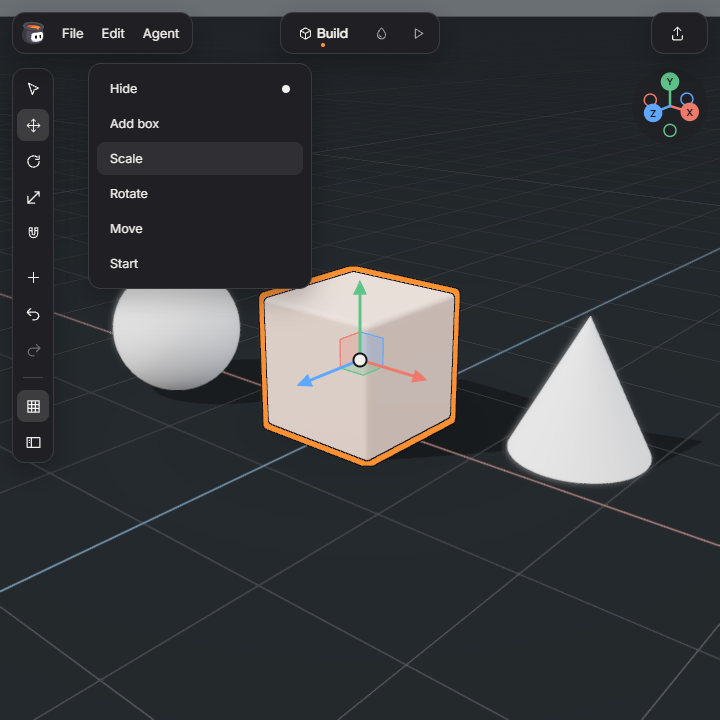 File Edit Agent
Build
Hide
Add box
Scale
Rotate
Move
Start
Y
Z
X